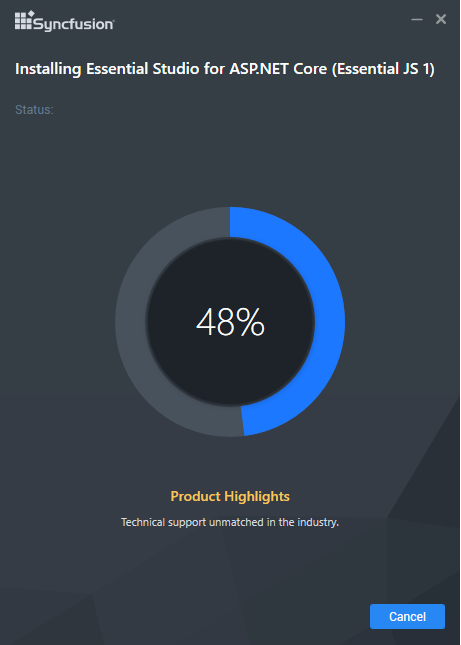 Syncfusion
Installing Essential Studio for ASP.NET Core (Essential JS 1)
Status:
48%
Product Highlights
Technical support unmatched in the industry.
Cancel